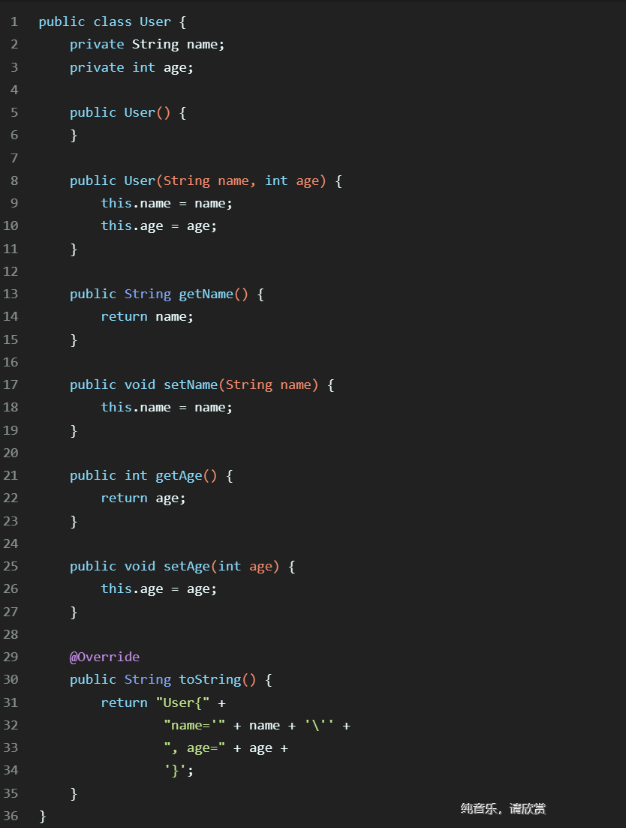 1 public class User {
2     private String name;
3     private int age;
4
5     public User() {
6     }
7
8     public User(String name, int age) {
9         this.name = name;
10         this.age = age;
11     }
12
13     public String getName() {
14         return name;
15     }
16
17     public void setName(String name) {
18         this.name = name;
19     }
20
21     public int getAge() {
22         return age;
23     }
24
25     public void setAge(int age) {
26         this.age = age;
27     }
28
29     @Override
30     public String toString() {
31         return "User{" +
32                 "name='" + name + '\'' +
33                 ", age=" + age +
34                 '}';
35     }
36 }
纯音乐，请欣赏